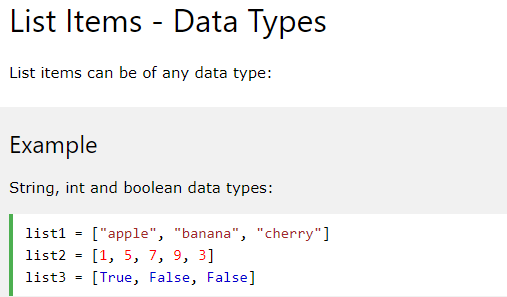 List Items - Data Types
List items can be of any data type:
Example
String, int and boolean data types:
list1 = ["apple", "banana", "cherry"]
list2 = [1, 5, 7, 9, 3]
list3 = [True, False, False]